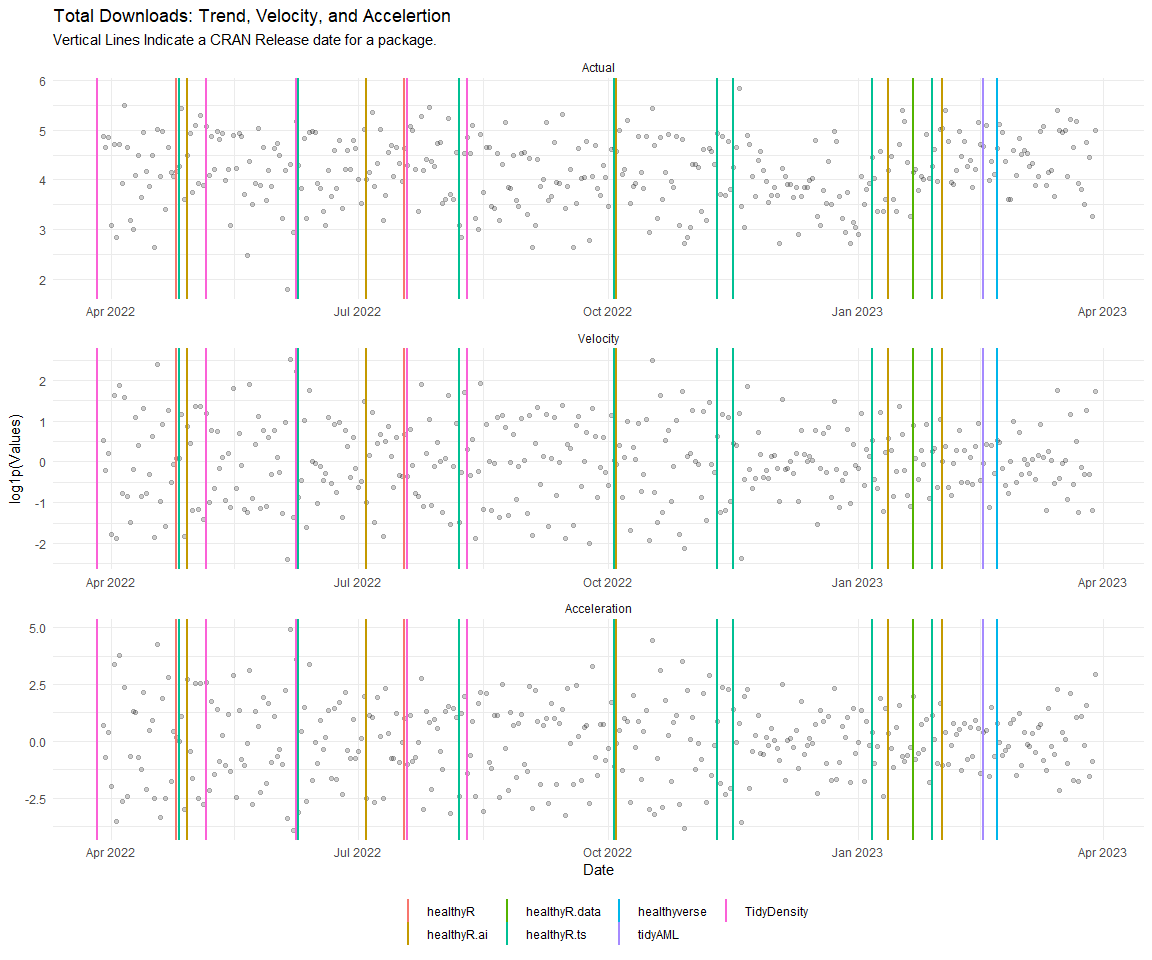 Total Downloads: Trend, Velocity, and Accelertion
Vertical Lines Indicate a CRAN Release date for a package.
Actual
6
5
4
3
2
Apr 2022 Jul 2022 Oct 2022 Jan 2023 Apr 2023
Velocity
2
1
0
-1
-2
Apr 2022 Jul 2022 Oct 2022 Jan 2023 Apr 2023
Acceleration
5.0
2.5
0.0
-2.5
Apr 2022 Jul 2022 Oct 2022 Jan 2023 Apr 2023
log1p(Values)
Date
healthyR healthyR.data healthyverse TidyDensity
healthyR.ai healthyR.ts tidyAML